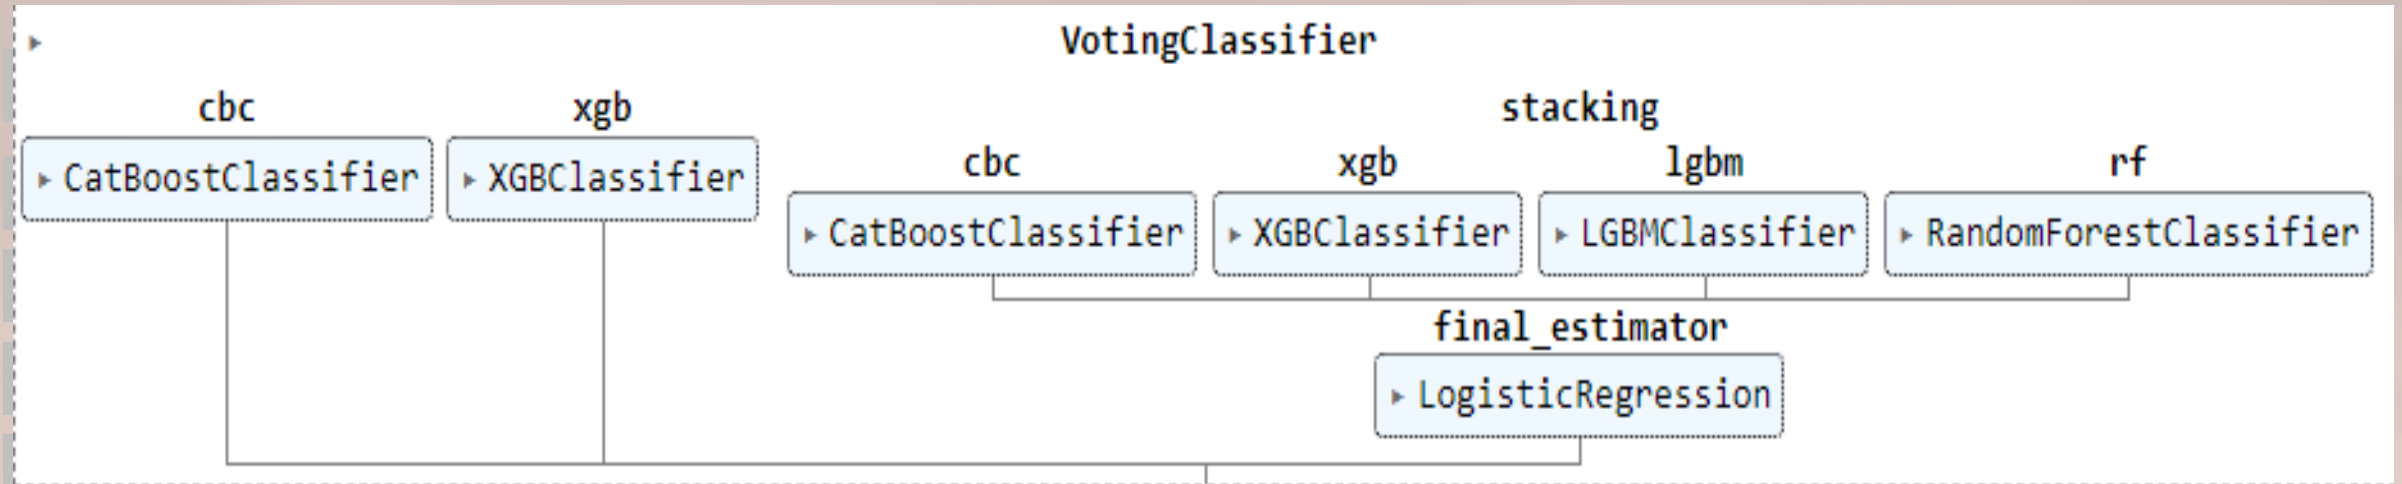 VotingClassifier
cbc xgb stacking
CatBoostClassifier XGBClassifier
cbc xgb lgbm rf
CatBoostClassifier XGBClassifier LGBMClassifier RandomForestClassifier
final_estimator
LogisticRegression